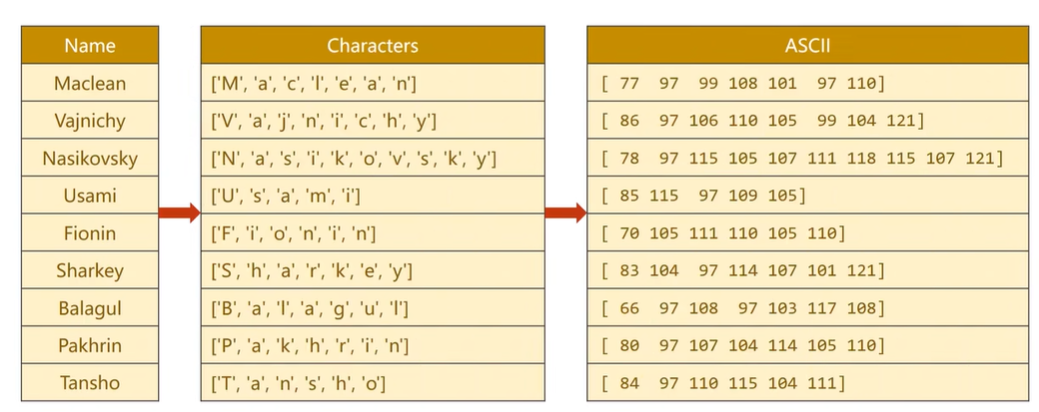 Name Characters ASCII
Maclean ['M', 'a', 'c', 'l', 'e', 'a', 'n'] [ 77  97  99 108 101  97 110]
Vajnichy ['V', 'a', 'j', 'n', 'i', 'c', 'h', 'y'] [ 86  97 106 110 105  99 104 121]
Nasikovsky ['N', 'a', 's', 'i', 'k', 'o', 'v', 's', 'k', 'y'] [ 78  97 115 105 107 111 118 115 107 121]
Usami ['U', 's', 'a', 'm', 'i'] [ 85 115  97 109 105]
Fionin ['F', 'i', 'o', 'n', 'i', 'n'] [ 70 105 111 110 105 110]
Sharkey ['S', 'h', 'a', 'r', 'k', 'e', 'y'] [ 83 104  97 114 107 101 121]
Balagul ['B', 'a', 'l', 'a', 'g', 'u', 'l'] [ 66  97 108  97 103 117 108]
Pakhrin ['P', 'a', 'k', 'h', 'r', 'i', 'n'] [ 80  97 107 104 114 105 110]
Tansho ['T', 'a', 'n', 's', 'h', 'o'] [ 84  97 110 115 104 111]